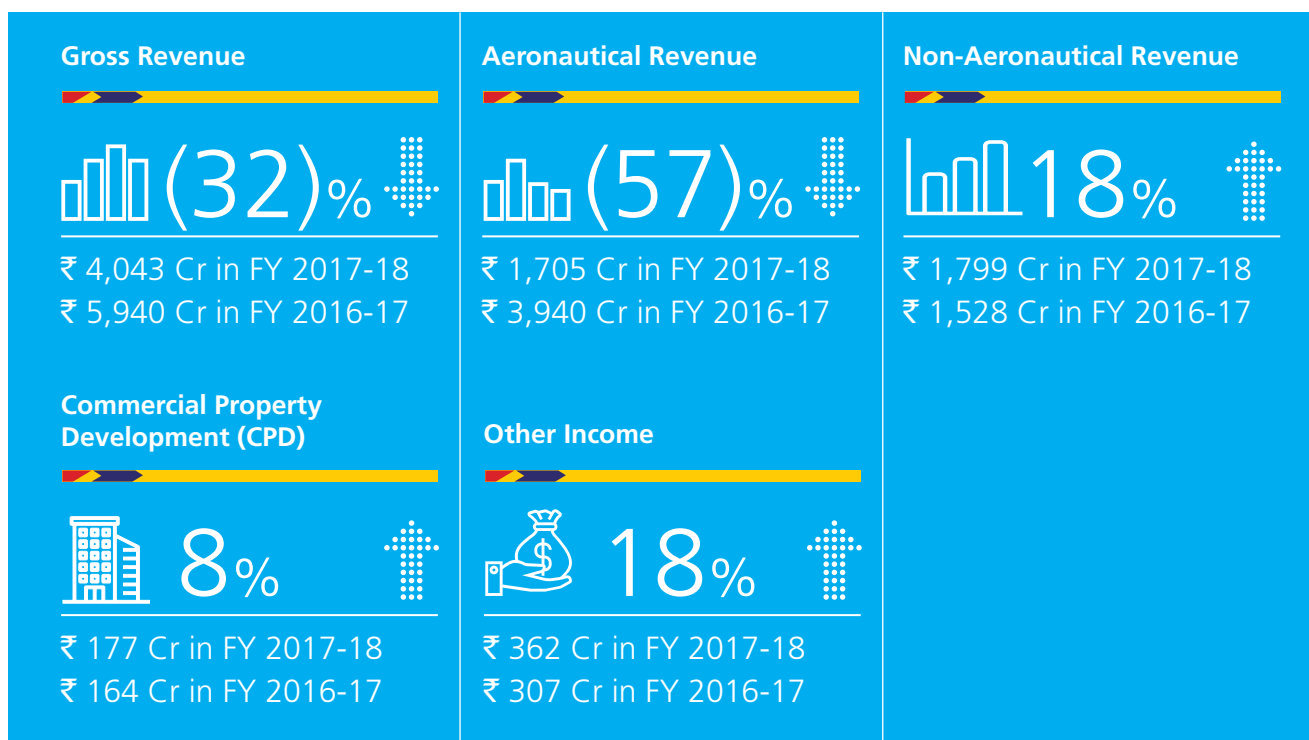 Gross Revenue
(32)%
₹ 4,043 Cr in FY 2017-18
₹ 5,940 Cr in FY 2016-17
Aeronautical Revenue
(57)%
₹ 1,705 Cr in FY 2017-18
₹ 3,940 Cr in FY 2016-17
Non-Aeronautical Revenue
18%
₹ 1,799 Cr in FY 2017-18
₹ 1,528 Cr in FY 2016-17
Commercial Property
Development (CPD)
8%
₹ 177 Cr in FY 2017-18
₹ 164 Cr in FY 2016-17
Other Income
$
18%
₹ 362 Cr in FY 2017-18
₹ 307 Cr in FY 2016-17